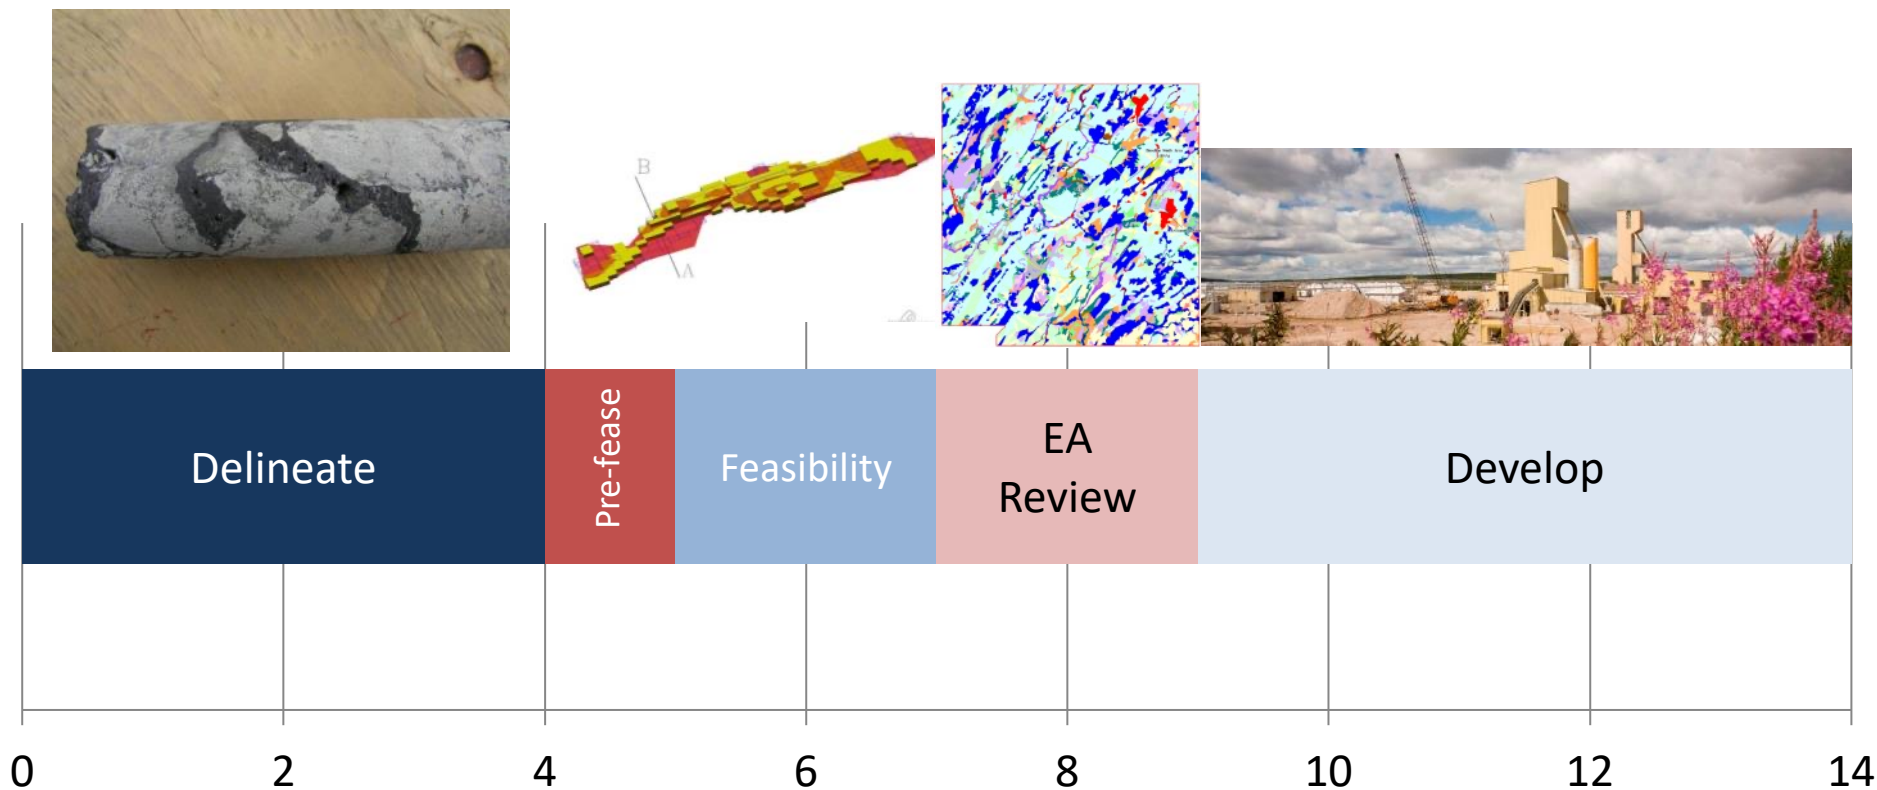 B
A
Delineate
Pre-fease
Feasibility
EA
Review
Develop
0 2 4 6 8 10 12 14